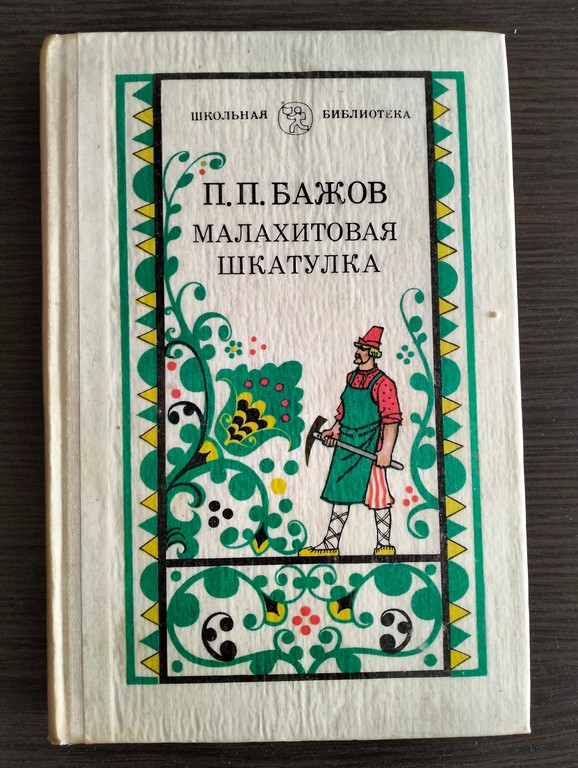 ШКОЛЬНАЯ БИБЛИОТЕКА
П. П. БАЖОВ
МАЛАХИТОВАЯ
ШКАТУЛКА